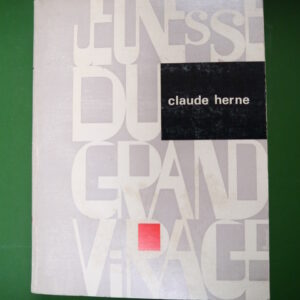 JEUNESSE
DU
claude herne
GRAND
ViRAGE